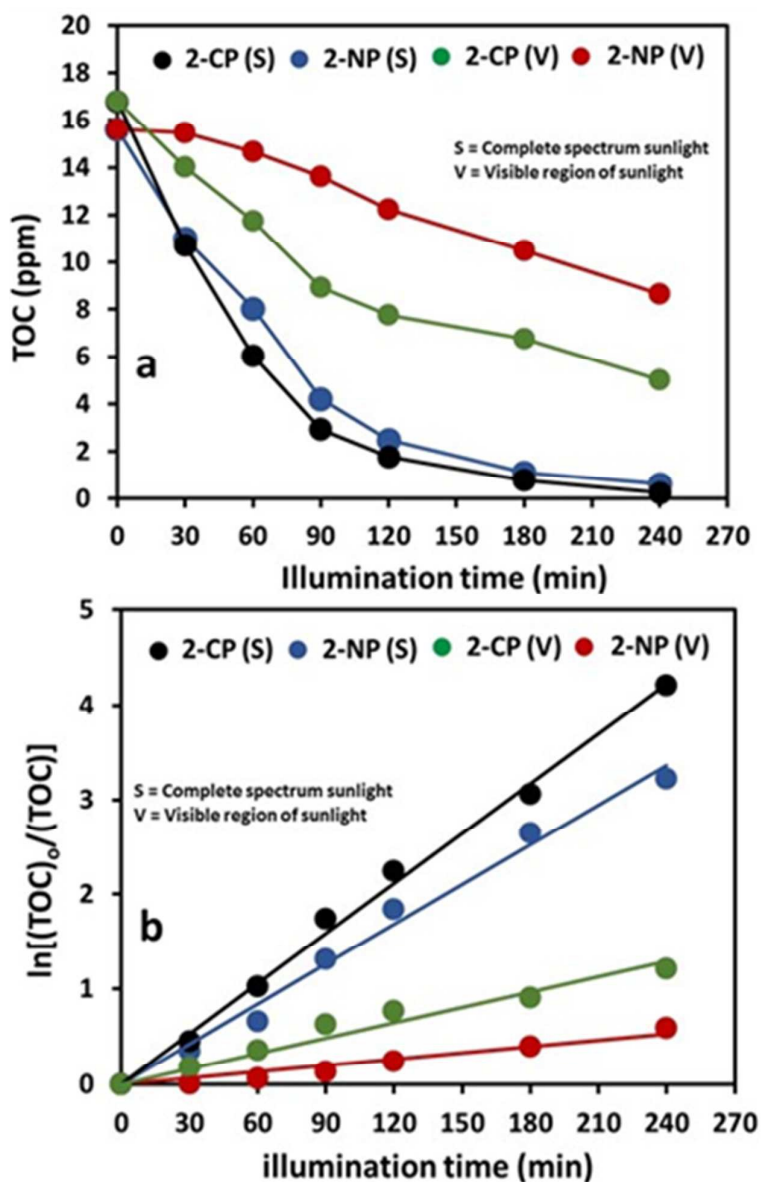 20
18
16
14
12
10
8
6
4
2
0
TOC (ppm)
2-CP (S) 2-NP (S) 2-CP (V) 2-NP (V)
S = Complete spectrum sunlight
V = Visible region of sunlight
a
0 30 60 90 120 150 180 210 240 270
Illumination time (min)
5
4
3
2
1
0
ln[(TOC)o/(TOC)]
2-CP (S) 2-NP (S) 2-CP (V) 2-NP (V)
S = Complete spectrum sunlight
V = Visible region of sunlight
b
0 30 60 90 120 150 180 210 240 270
illumination time (min)